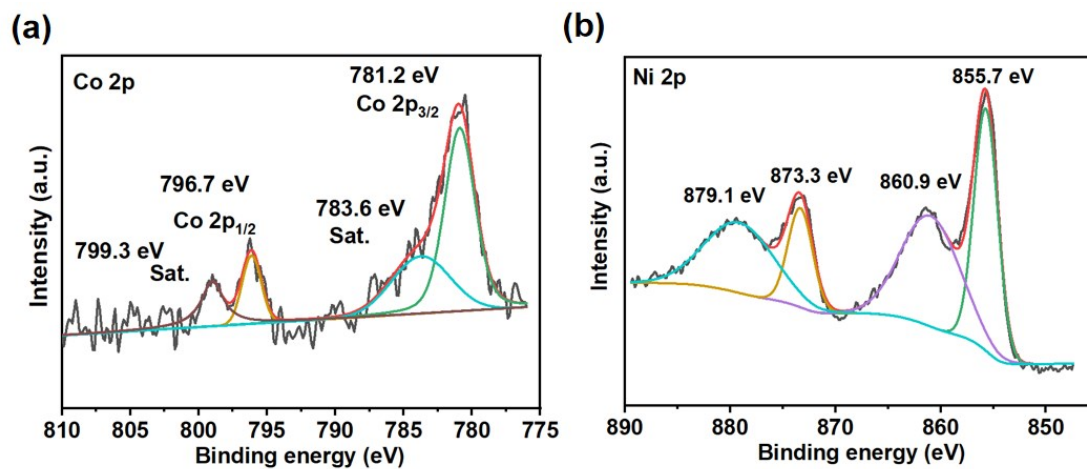 (a)
Co 2p
781.2 eV
Co 2p3/2
796.7 eV
Co 2p1/2
783.6 eV
Sat.
799.3 eV
Sat.
Intensity (a.u.)
810 805 800 795 790 785 780 775
Binding energy (eV)
(b)
Ni 2p
855.7 eV
873.3 eV
860.9 eV
879.1 eV
Intensity (a.u.)
890 880 870 860 850
Binding energy (eV)